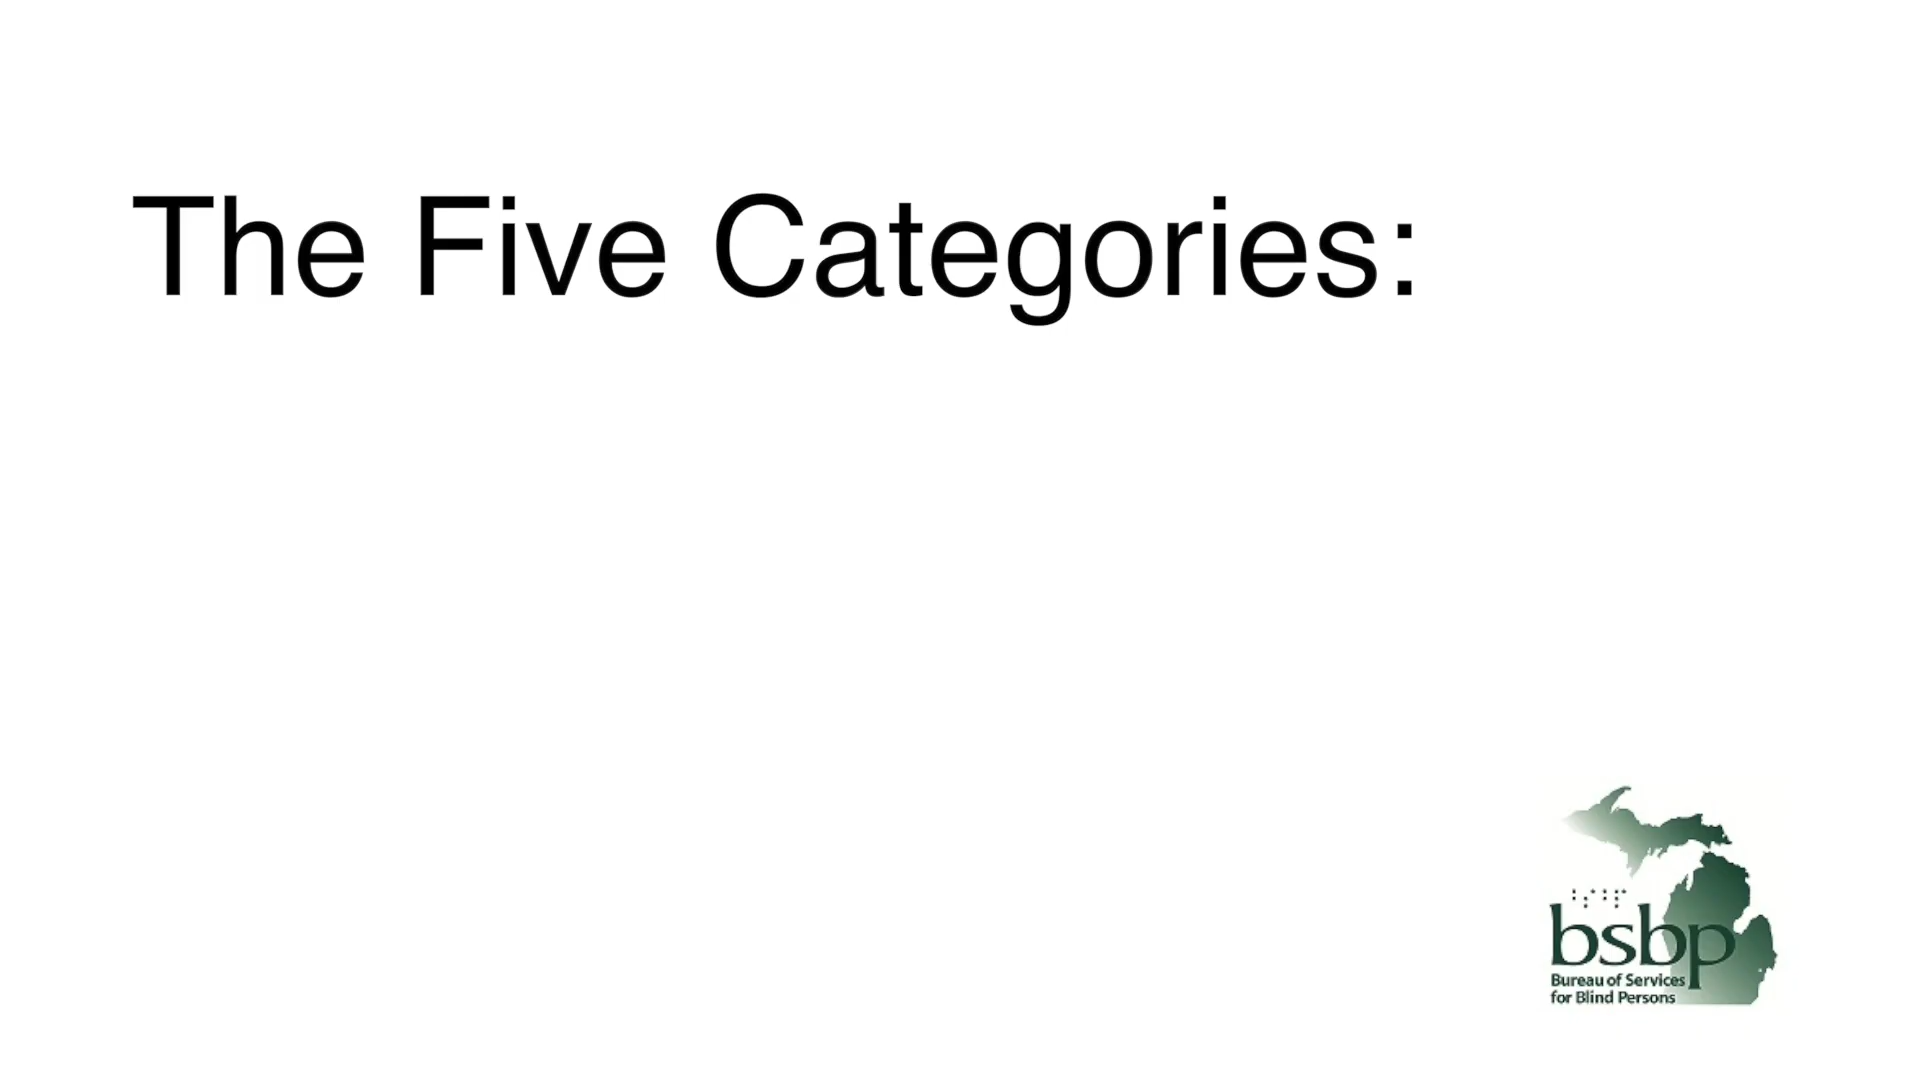 The Five Categories:
⠃⠎⠃⠏
bsbp
Bureau of Services
for Blind Persons